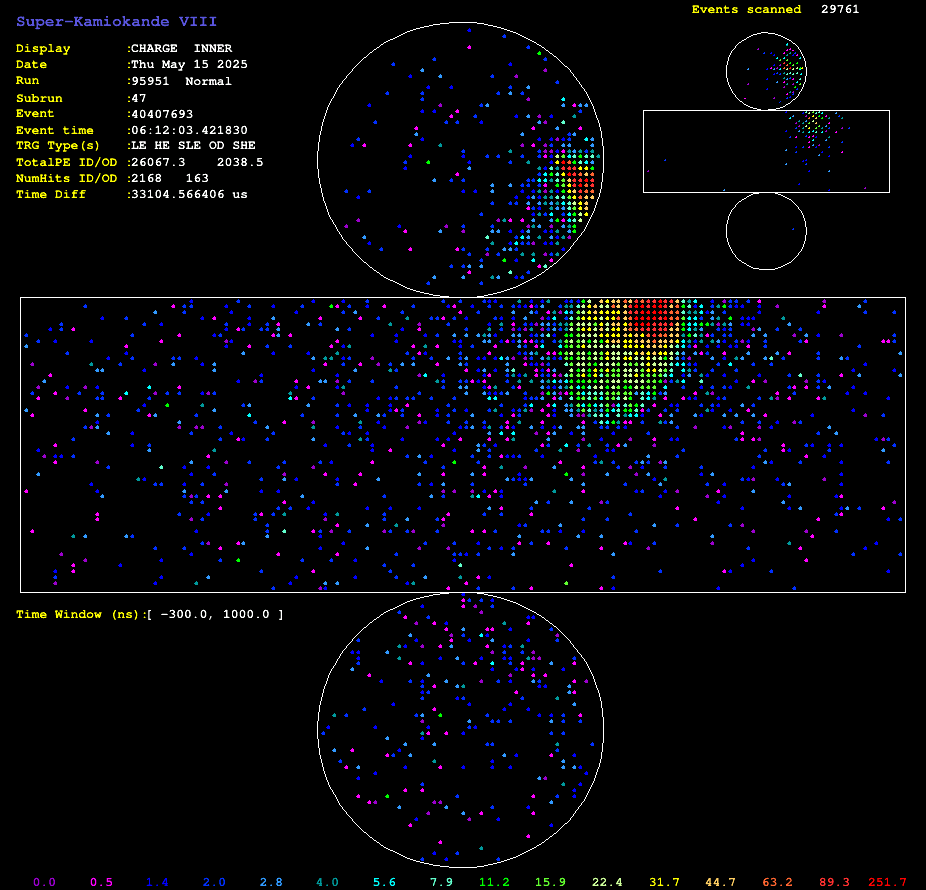 Events scanned 29761
Super-Kamiokande VIII
Display :CHARGE INNER
Date :Thu May 15 2025
Run :95951 Normal
Subrun :47
Event :40407693
Event time :06:12:03.421830
TRG Type(s) :LE HE SLE OD SHE
TotalPE ID/OD :26067.3 2038.5
NumHits ID/OD :2168 163
Time Diff :33104.566406 us
Time Window (ns):[ -300.0, 1000.0 ]
0.0 0.5 1.4 2.0 2.8 4.0 5.6 7.9 11.2 15.9 22.4 31.7 44.7 63.2 89.3 251.7